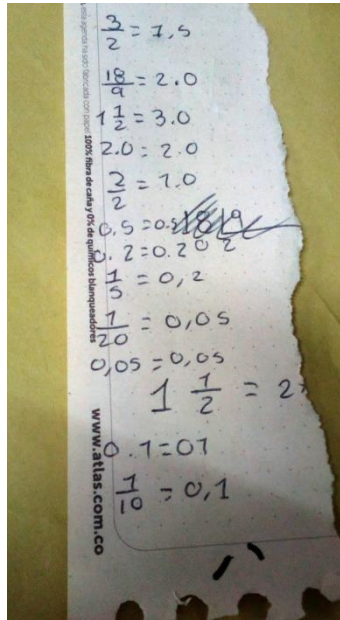 3/2 = 1,5
18/9 = 2.0
1 1/2 = 3.0
2.0 = 2.0
2/2 = 1.0
0,5 = 0.5
0.2 = 0.2
1/5 = 0,2
1/20 = 0,05
0,05 = 0,05
1 1/2 = 2
0.1 = 01
1/10 = 0,1
100% fibra de caña y 0% de químicos blanqueadores
www.atlas.com.co